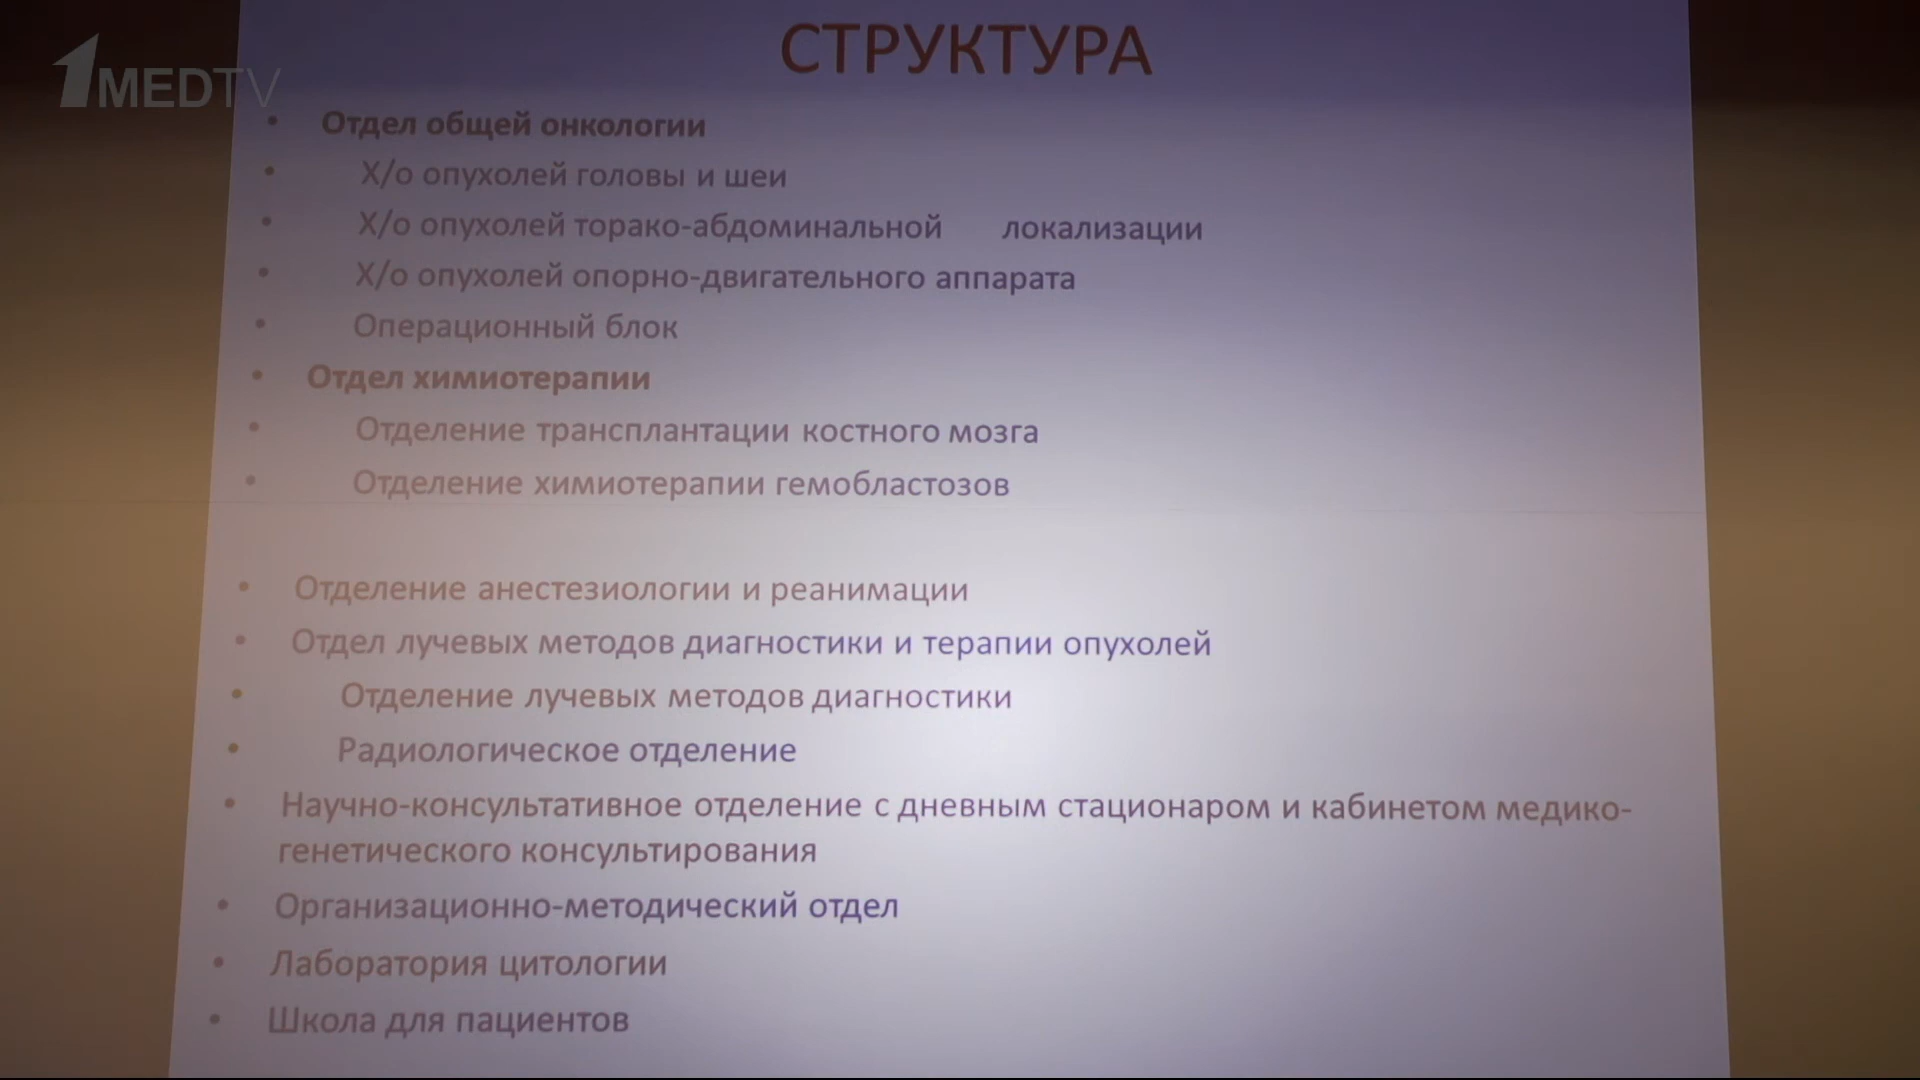 1MEDTV
СТРУКТУРА
• Отдел общей онкологии
• Х/о опухолей головы и шеи
• Х/о опухолей торако-абдоминальной локализации
• Х/о опухолей опорно-двигательного аппарата
• Операционный блок
• Отдел химиотерапии
• Отделение трансплантации костного мозга
• Отделение химиотерапии гемобластозов
• Отделение анестезиологии и реанимации
• Отдел лучевых методов диагностики и терапии опухолей
• Отделение лучевых методов диагностики
• Радиологическое отделение
• Научно-консультативное отделение с дневным стационаром и кабинетом медико-
генетического консультирования
• Организационно-методический отдел
• Лаборатория цитологии
• Школа для пациентов